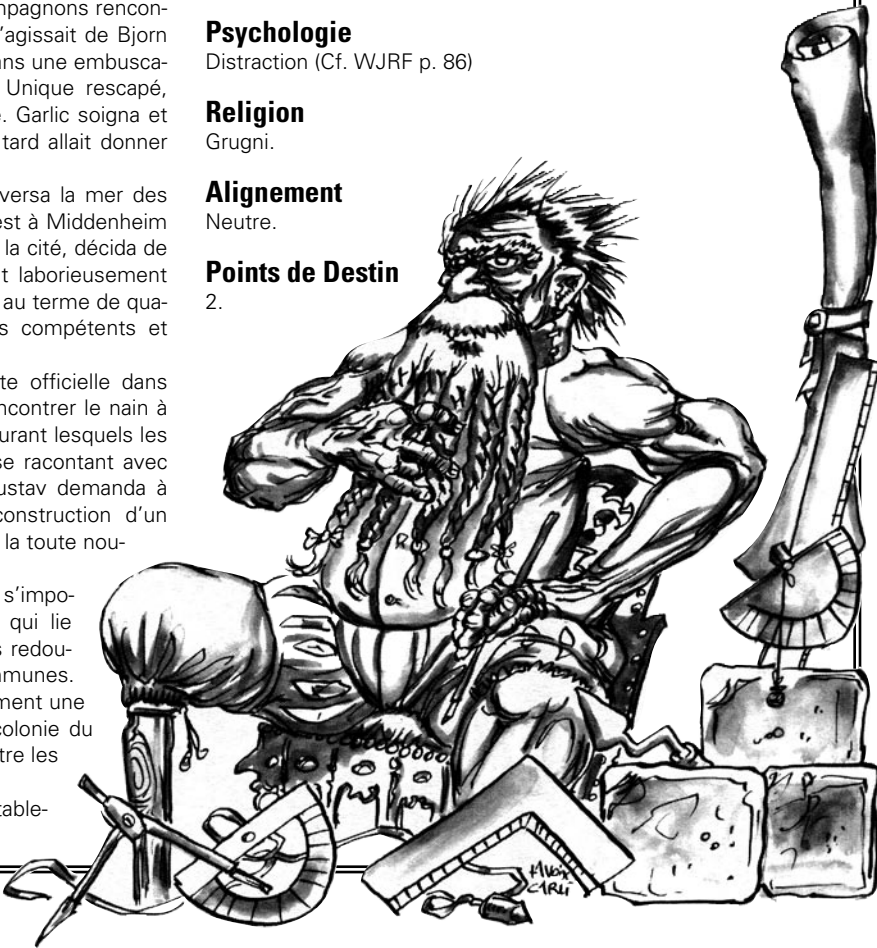 mpagnons rencon-
’agissait de Bjorn
ans une embusca-
Unique rescapé,
e. Garlic soigna et
tard allait donner
versa la mer des
est à Middenheim
la cité, décida de
t laborieusement
au terme de qua-
s compétents et
te officielle dans
ncontrer le nain à
urant lesquels les
se racontant avec
ustav demanda à
construction d’un
la toute nou-
s’impo-
qui lie
s redou-
mmunes.
ment une
colonie du
tre les
table-
Psychologie
Distraction (Cf. WJRF p. 86)
Religion
Grugni.
Alignement
Neutre.
Points de Destin
2.